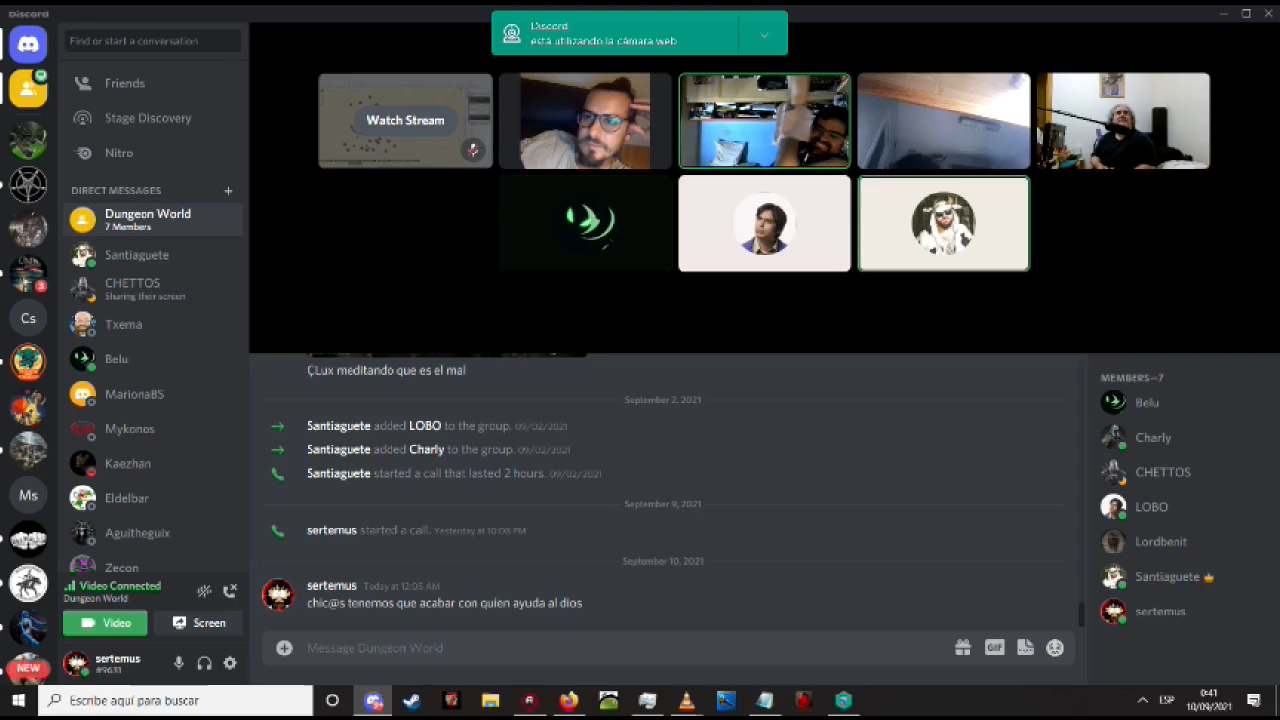 Discord
Discord
está utilizando la cámara web
Find or start a conversation
Friends
Stage Discovery
Nitro
DIRECT MESSAGES
Dungeon World
7 Members
Santiaguete
CHETTOS
Sharing their screen
Txema
Belu
MarionaBS
Mykonos
Kaezhan
Eldelbar
Aguitheguix
Zecon
Cs
3
Ms
NEW
Video Connected
Dungeon World
Video
Screen
sertemus
#9631
Watch Stream
ÇLux meditando que es el mal
September 2, 2021
Santiaguete added LOBO to the group. 09/02/2021
Santiaguete added Charly to the group. 09/02/2021
Santiaguete started a call that lasted 2 hours. 09/02/2021
September 9, 2021
sertemus started a call. Yesterday at 10:03 PM
September 10, 2021
sertemus Today at 12:05 AM
chic@s tenemos que acabar con quien ayuda al dios
Message Dungeon World
GIF
MEMBERS—7
Belu
Charly
CHETTOS
LOBO
Lordbenit
Santiaguete
sertemus
Escribe aquí para buscar
ESP
0:41
10/09/2021